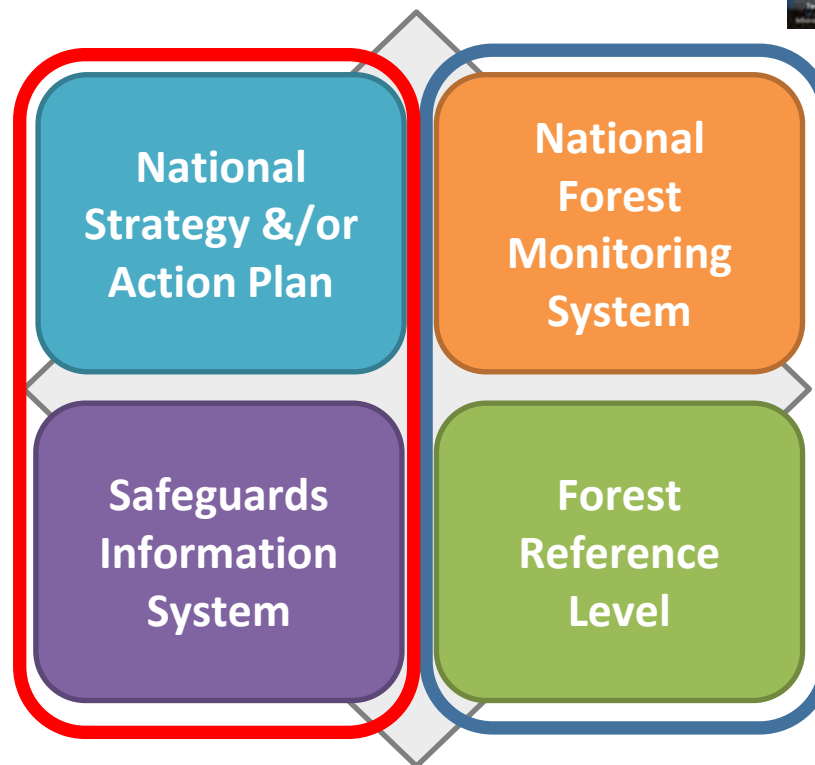 National
Strategy &/or
Action Plan
National
Forest
Monitoring
System
Safeguards
Information
System
Forest
Reference
Level